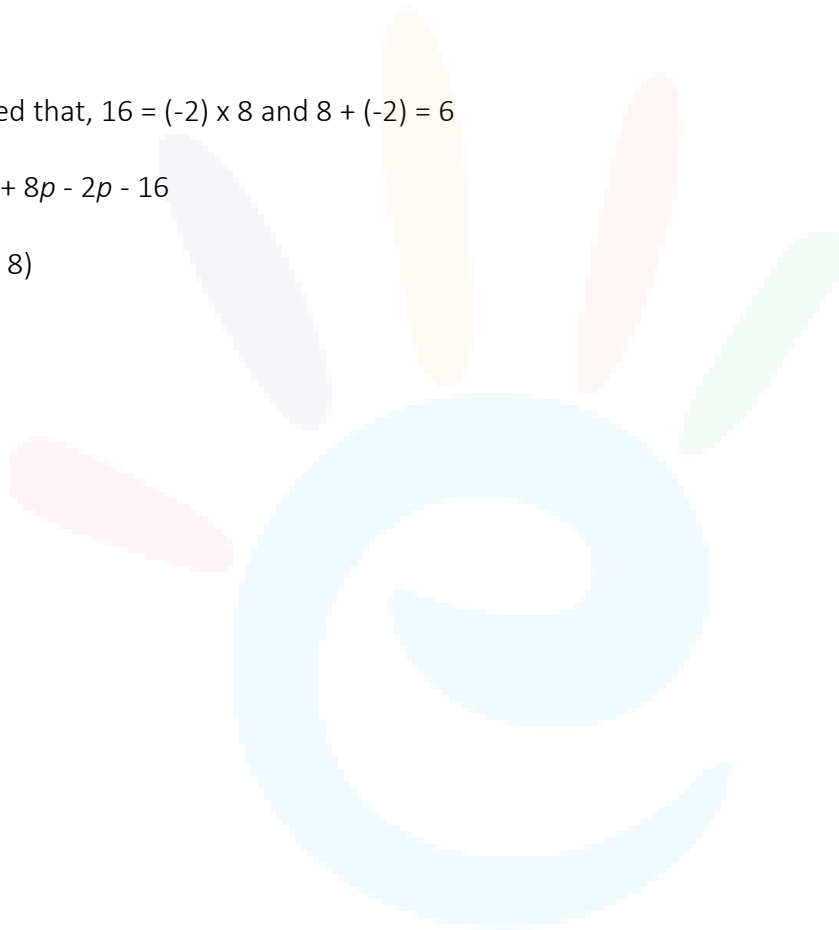 ed that, 16 = (-2) x 8 and 8 + (-2) = 6
+ 8p - 2p - 16
8)